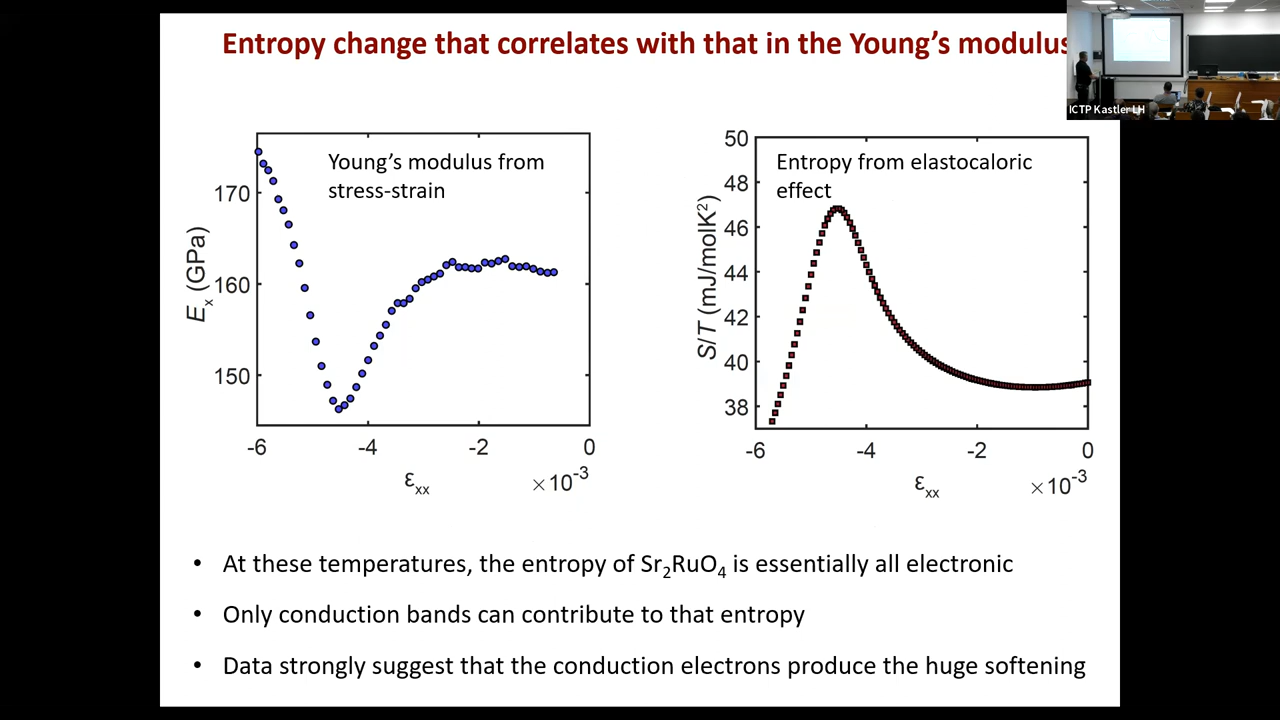 Entropy change that correlates with that in the Young's modulus
ICTP Kastler LH
Young's modulus from
stress-strain
170
160
150
E_x (GPa)
-6
-4
-2
0
ε_xx
×10^-3
Entropy from elastocaloric
effect
50
48
46
44
42
40
38
S/T (mJ/molK²)
-6
-4
-2
0
ε_xx
×10^-3
• At these temperatures, the entropy of Sr₂RuO₄ is essentially all electronic
• Only conduction bands can contribute to that entropy
• Data strongly suggest that the conduction electrons produce the huge softening